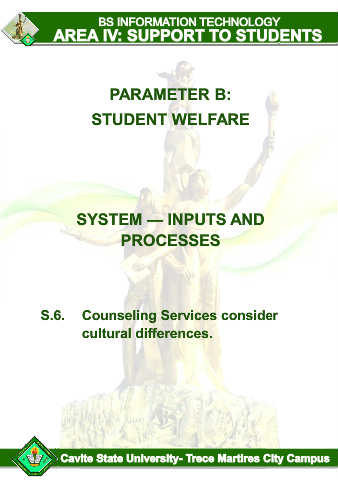 BS INFORMATION TECHNOLOGY
AREA IV: SUPPORT TO STUDENTS
PARAMETER B:
STUDENT WELFARE
SYSTEM — INPUTS AND
PROCESSES
S.6. Counseling Services consider
cultural differences.
Cavite State University- Trece Martires City Campus